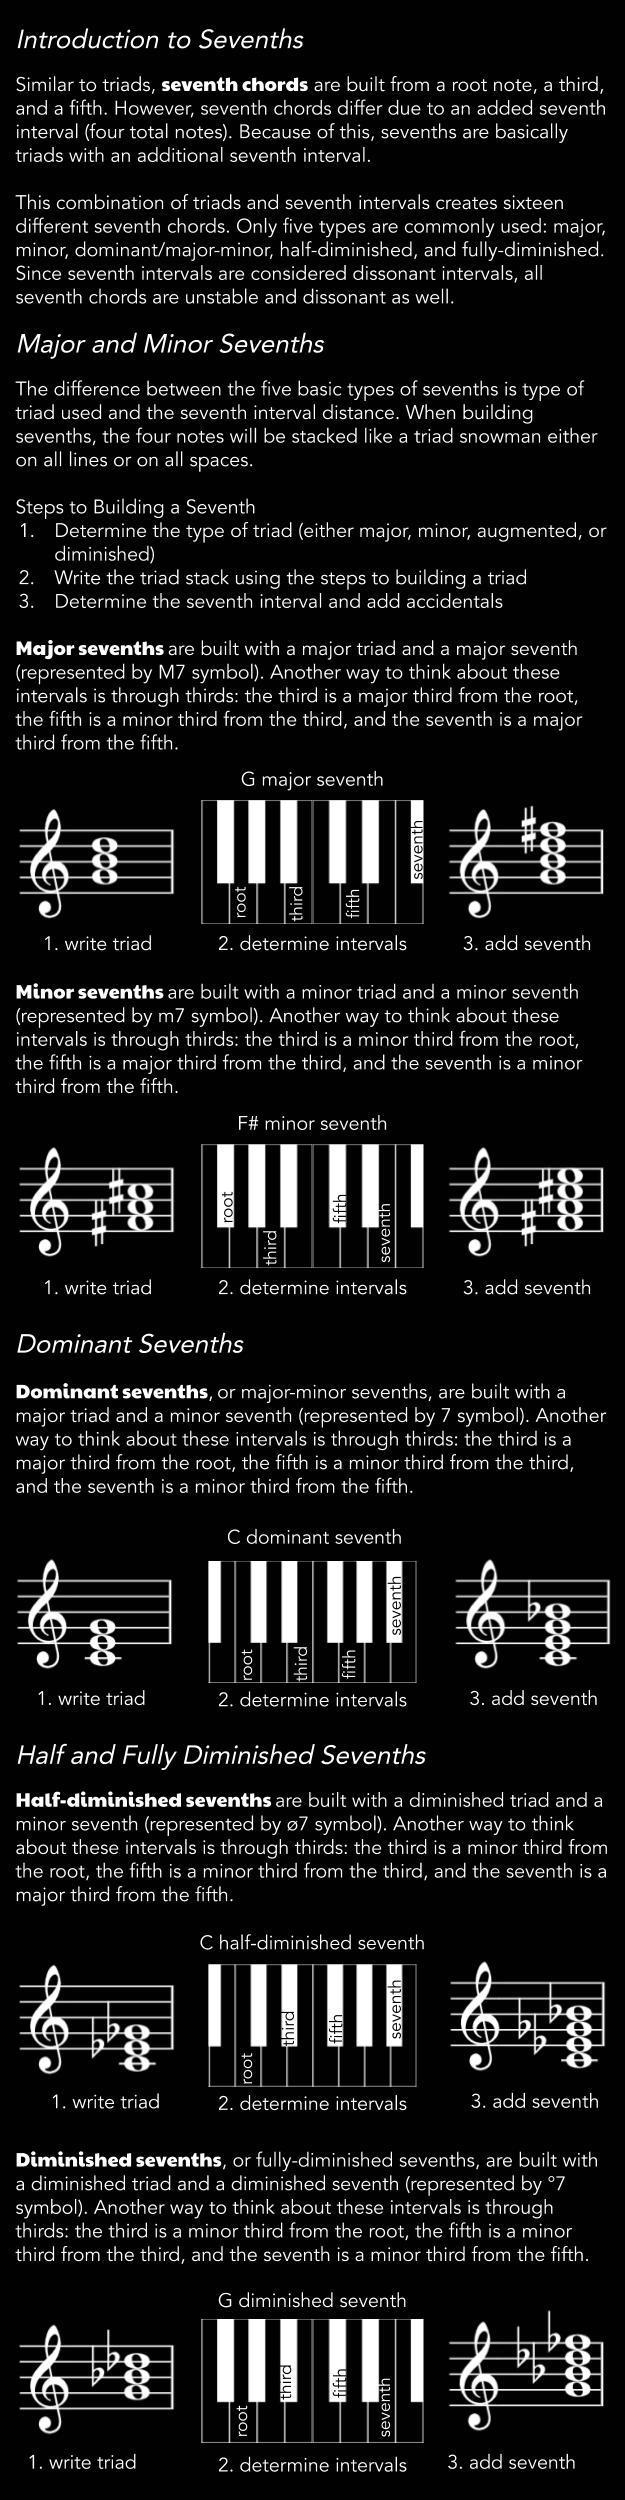 Introduction to Sevenths
Similar to triads, seventh chords are built from a root note, a third,
and a fifth. However, seventh chords differ due to an added seventh
interval (four total notes). Because of this, sevenths are basically
triads with an additional seventh interval.
This combination of triads and seventh intervals creates sixteen
different seventh chords. Only five types are commonly used: major,
minor, dominant/major-minor, half-diminished, and fully-diminished.
Since seventh intervals are considered dissonant intervals, all
seventh chords are unstable and dissonant as well.
Major and Minor Sevenths
The difference between the five basic types of sevenths is type of
triad used and the seventh interval distance. When building
sevenths, the four notes will be stacked like a triad snowman either
on all lines or on all spaces.
Steps to Building a Seventh
1. Determine the type of triad (either major, minor, augmented, or
diminished)
2. Write the triad stack using the steps to building a triad
3. Determine the seventh interval and add accidentals
Major sevenths are built with a major triad and a major seventh
(represented by M7 symbol). Another way to think about these
intervals is through thirds: the third is a major third from the root,
the fifth is a minor third from the third, and the seventh is a major
third from the fifth.
G major seventh
root third fifth seventh
1. write triad 2. determine intervals 3. add seventh
Minor sevenths are built with a minor triad and a minor seventh
(represented by m7 symbol). Another way to think about these
intervals is through thirds: the third is a minor third from the root,
the fifth is a major third from the third, and the seventh is a minor
third from the fifth.
F# minor seventh
root third fifth seventh
1. write triad 2. determine intervals 3. add seventh
Dominant Sevenths
Dominant sevenths, or major-minor sevenths, are built with a
major triad and a minor seventh (represented by 7 symbol). Another
way to think about these intervals is through thirds: the third is a
major third from the root, the fifth is a minor third from the third,
and the seventh is a minor third from the fifth.
C dominant seventh
root third fifth seventh
1. write triad 2. determine intervals 3. add seventh
Half and Fully Diminished Sevenths
Half-diminished sevenths are built with a diminished triad and a
minor seventh (represented by ø7 symbol). Another way to think
about these intervals is through thirds: the third is a minor third from
the root, the fifth is a minor third from the third, and the seventh is a
major third from the fifth.
C half-diminished seventh
root third fifth seventh
1. write triad 2. determine intervals 3. add seventh
Diminished sevenths, or fully-diminished sevenths, are built with
a diminished triad and a diminished seventh (represented by °7
symbol). Another way to think about these intervals is through
thirds: the third is a minor third from the root, the fifth is a minor
third from the third, and the seventh is a minor third from the fifth.
G diminished seventh
root third fifth seventh
1. write triad 2. determine intervals 3. add seventh